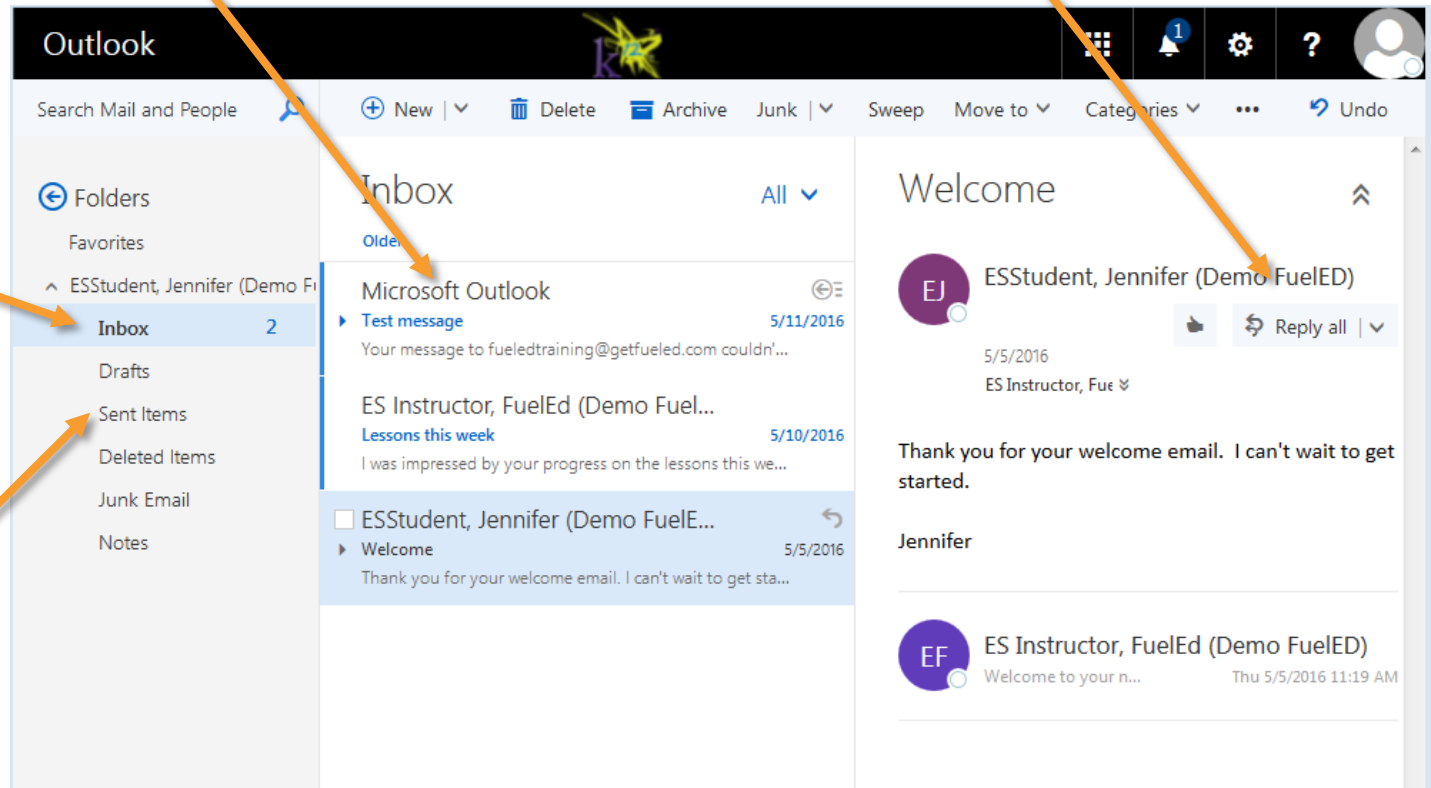 Outlook
k12
1
?
Search Mail and People
New
Delete
Archive
Junk
Sweep
Move to
Categories
...
Undo
Folders
Favorites
ESStudent, Jennifer (Demo
Inbox 2
Drafts
Sent Items
Deleted Items
Junk Email
Notes
Inbox
All
Older
Microsoft Outlook
Test message 5/11/2016
Your message to fueledtraining@getfueled.com couldn'...
ES Instructor, FuelEd (Demo Fuel...
Lessons this week 5/10/2016
I was impressed by your progress on the lessons this we...
ESStudent, Jennifer (Demo FuelE...
Welcome 5/5/2016
Thank you for your welcome email. I can't wait to get sta...
Welcome
EJ
ESStudent, Jennifer (Demo FuelED)
Reply all
5/5/2016
ES Instructor, Fue
Thank you for your welcome email. I can't wait to get
started.
Jennifer
EF
ES Instructor, FuelEd (Demo FuelED)
Welcome to your n... Thu 5/5/2016 11:19 AM